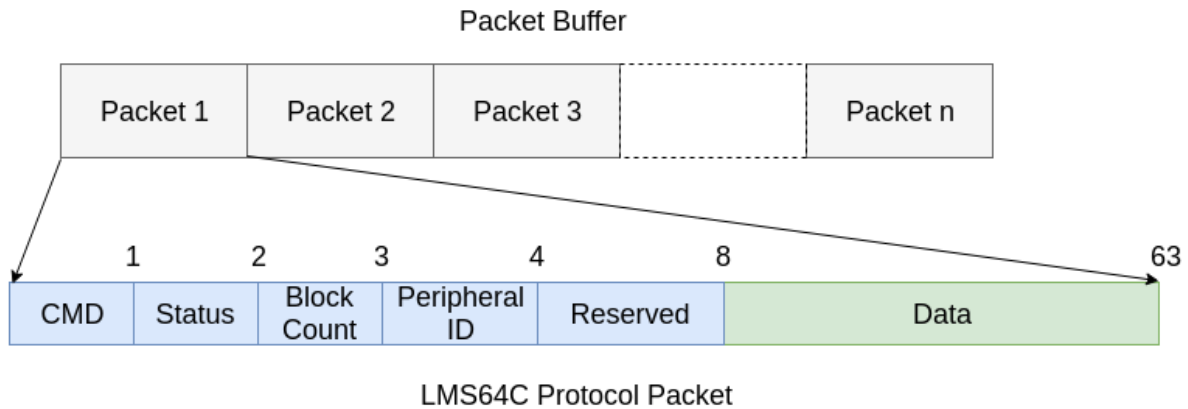 Packet Buffer
Packet 1
Packet 2
Packet 3
Packet n
1
2
3
4
8
63
CMD
Status
Block
Count
Peripheral
ID
Reserved
Data
LMS64C Protocol Packet